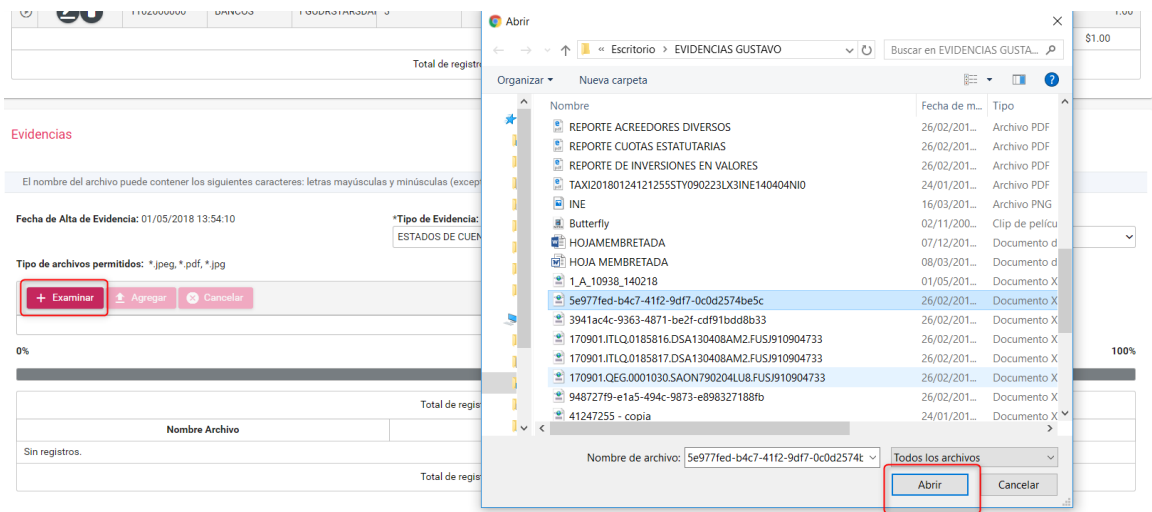 1102000000 BANCOS 1.00
$1.00
Total de registr
Evidencias
El nombre del archivo puede contener los siguientes caracteres: letras mayúsculas y minúsculas (except
Fecha de Alta de Evidencia: 01/05/2018 13:54:10
*Tipo de Evidencia:
ESTADOS DE CUEN
Tipo de archivos permitidos: *.jpeg, *.pdf, *.jpg
+ Examinar Agregar Cancelar
0% 100%
Total de regis
Nombre Archivo
Sin registros.
Total de regis
Abrir
« Escritorio > EVIDENCIAS GUSTAVO
Buscar en EVIDENCIAS GUSTA...
Organizar Nueva carpeta
Nombre Fecha de m... Tipo
REPORTE ACREEDORES DIVERSOS 26/02/201... Archivo PDF
REPORTE CUOTAS ESTATUTARIAS 26/02/201... Archivo PDF
REPORTE DE INVERSIONES EN VALORES 26/02/201... Archivo PDF
TAXI20180124121255STY090223LX3INE140404NI0 24/01/201... Archivo PDF
INE 16/03/201... Archivo PNG
Butterfly 02/11/200... Clip de pelícu
HOJAMEMBRETADA 07/12/201... Documento d
HOJA MEMBRETADA 08/03/201... Documento d
1_A_10938_140218 01/05/201... Documento X
5e977fed-b4c7-41f2-9df7-0c0d2574be5c 26/02/201... Documento X
3941ac4c-9363-4871-be2f-cdf91bdd8b33 26/02/201... Documento X
170901.ITLQ.0185816.DSA130408AM2.FUSJ910904733 26/02/201... Documento X
170901.ITLQ.0185817.DSA130408AM2.FUSJ910904733 26/02/201... Documento X
170901.QEG.0001030.SAON790204LU8.FUSJ910904733 26/02/201... Documento X
948727f9-e1a5-494c-9873-e898327188fb 26/02/201... Documento X
41247255 - copia 24/01/201... Documento X
Nombre de archivo: 5e977fed-b4c7-41f2-9df7-0c0d2574b Todos los archivos
Abrir Cancelar